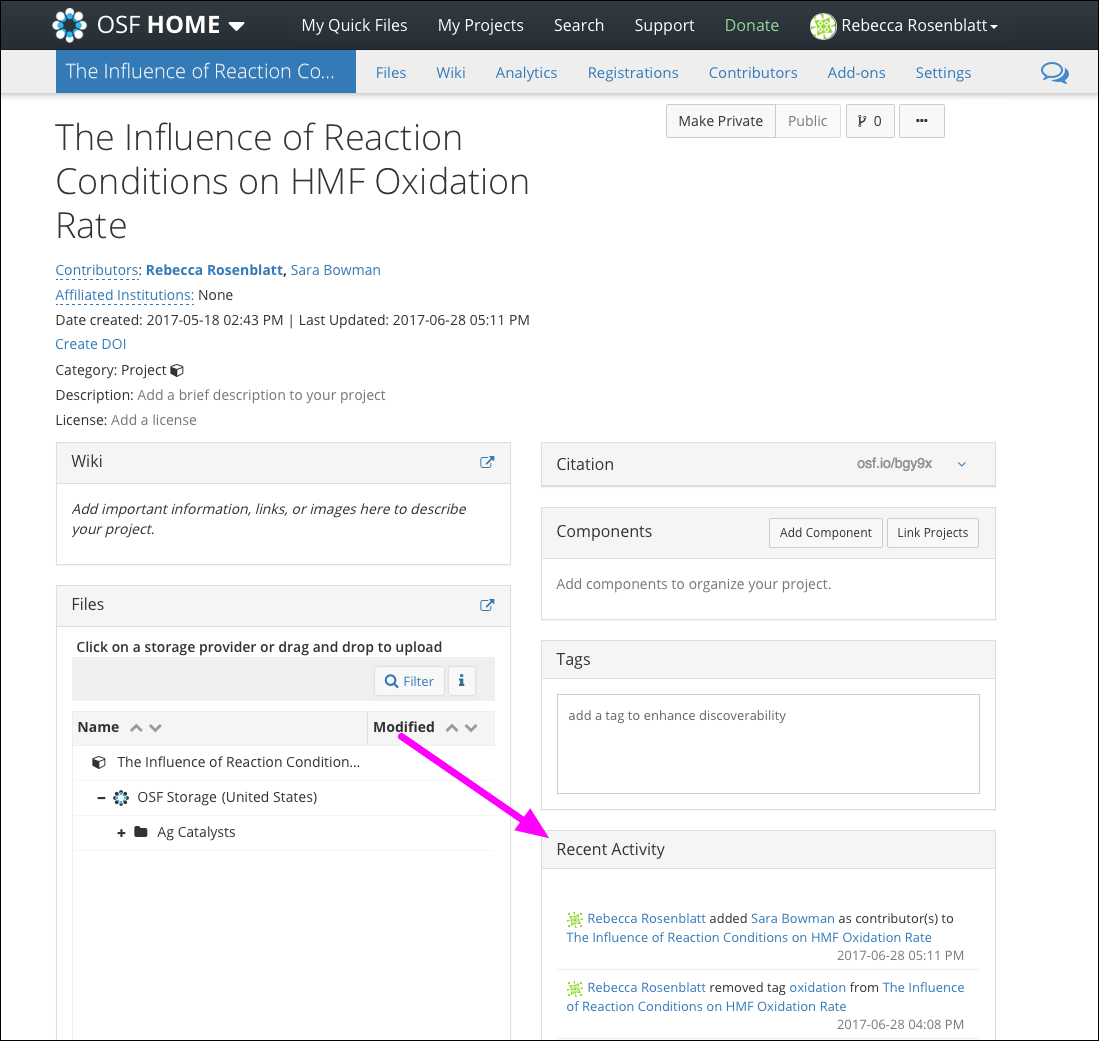 OSF HOME
My Quick Files My Projects Search Support Donate Rebecca Rosenblatt
The Influence of Reaction Co...
Files Wiki Analytics Registrations Contributors Add-ons Settings
The Influence of Reaction
Conditions on HMF Oxidation
Rate
Make Private Public 0 ...
Contributors: Rebecca Rosenblatt, Sara Bowman
Affiliated Institutions: None
Date created: 2017-05-18 02:43 PM | Last Updated: 2017-06-28 05:11 PM
Create DOI
Category: Project
Description: Add a brief description to your project
License: Add a license
Wiki
Add important information, links, or images here to describe
your project.
Files
Click on a storage provider or drag and drop to upload
Filter i
Name Modified
The Influence of Reaction Condition...
− OSF Storage (United States)
+ Ag Catalysts
Citation osf.io/bgy9x
Components Add Component Link Projects
Add components to organize your project.
Tags
add a tag to enhance discoverability
Recent Activity
Rebecca Rosenblatt added Sara Bowman as contributor(s) to
The Influence of Reaction Conditions on HMF Oxidation Rate
2017-06-28 05:11 PM
Rebecca Rosenblatt removed tag oxidation from The Influence
of Reaction Conditions on HMF Oxidation Rate
2017-06-28 04:08 PM